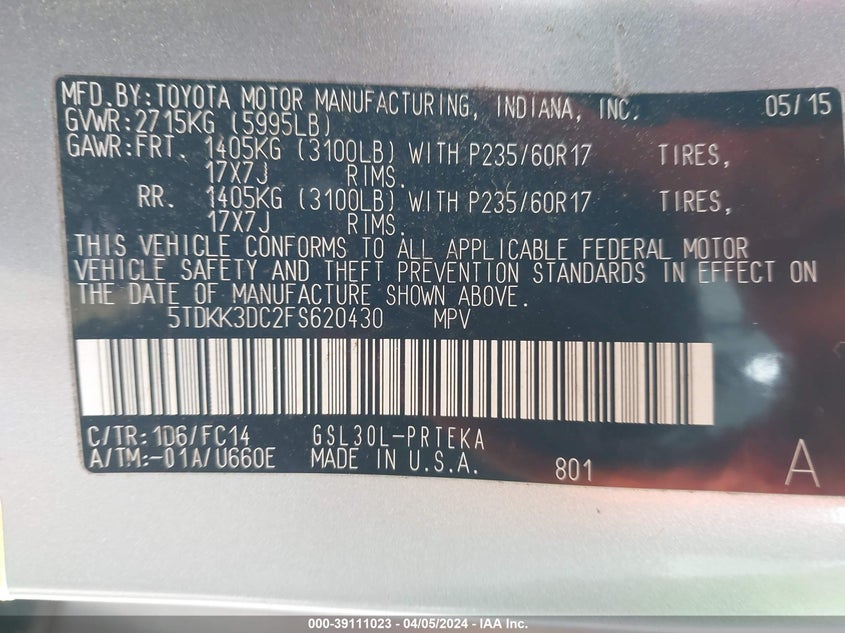 MFD.BY:TOYOTA MOTOR MANUFACTURING, INDIANA, INC. 05/15
GVWR:2715KG (5995LB)
GAWR:FRT. 1405KG (3100LB) WITH P235/60R17 TIRES,
17X7J RIMS.
RR. 1405KG (3100LB) WITH P235/60R17 TIRES,
17X7J RIMS.
THIS VEHICLE CONFORMS TO ALL APPLICABLE FEDERAL MOTOR
VEHICLE SAFETY AND THEFT PREVENTION STANDARDS IN EFFECT ON
THE DATE OF MANUFACTURE SHOWN ABOVE.
5TDKK3DC2FS620430 MPV
C/TR:1D6/FC14 GSL30L-PRTEKA
A/TM:-01A/U660E MADE IN U.S.A. 801 A
000-39111023 - 04/05/2024 - IAA Inc.